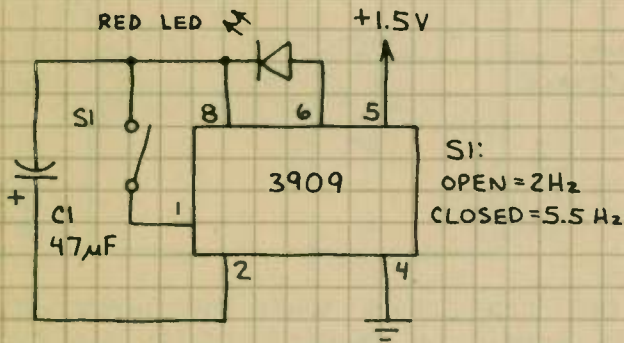 RED LED
+1.5V
S1
8
6
5
3909
S1:
OPEN = 2Hz
CLOSED = 5.5 Hz
+
C1
47µF
1
2
4